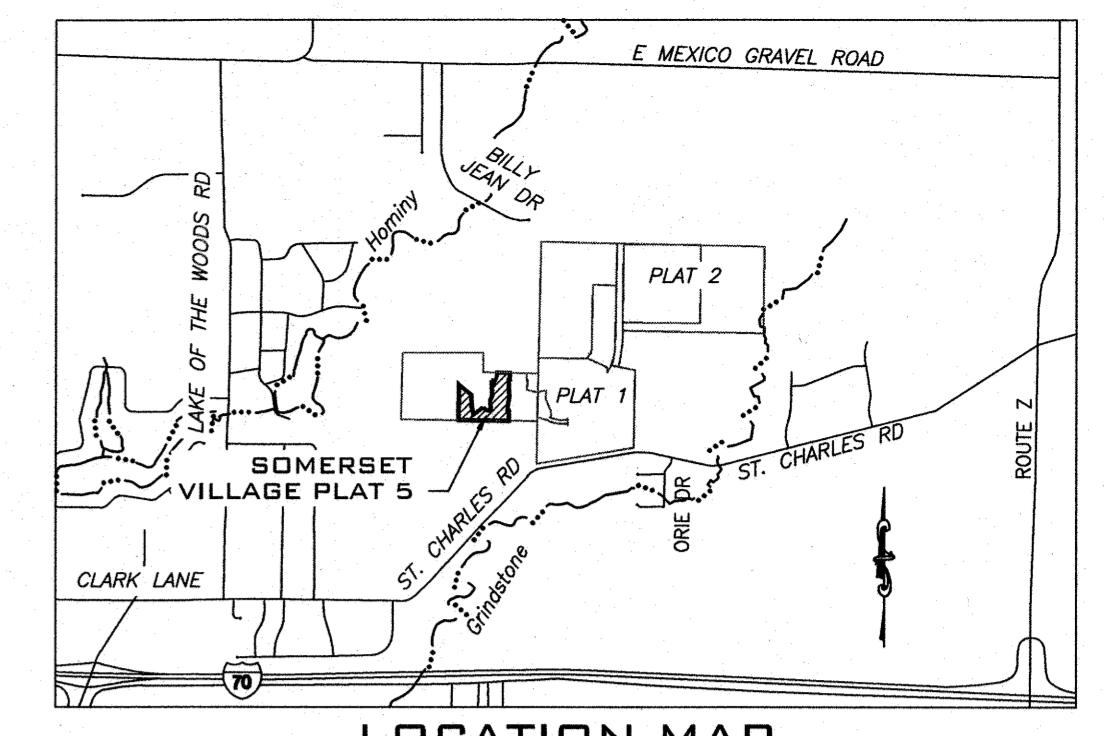 E MEXICO GRAVEL ROAD
BILLY
JEAN DR
LAKE OF THE WOODS RD
Hominy
PLAT 2
PLAT 1
SOMERSET
VILLAGE PLAT 5
ST. CHARLES RD
ST. CHARLES RD
ROUTE Z
ORIE DR
Grindstone
CLARK LANE
70
LOCATION MAP